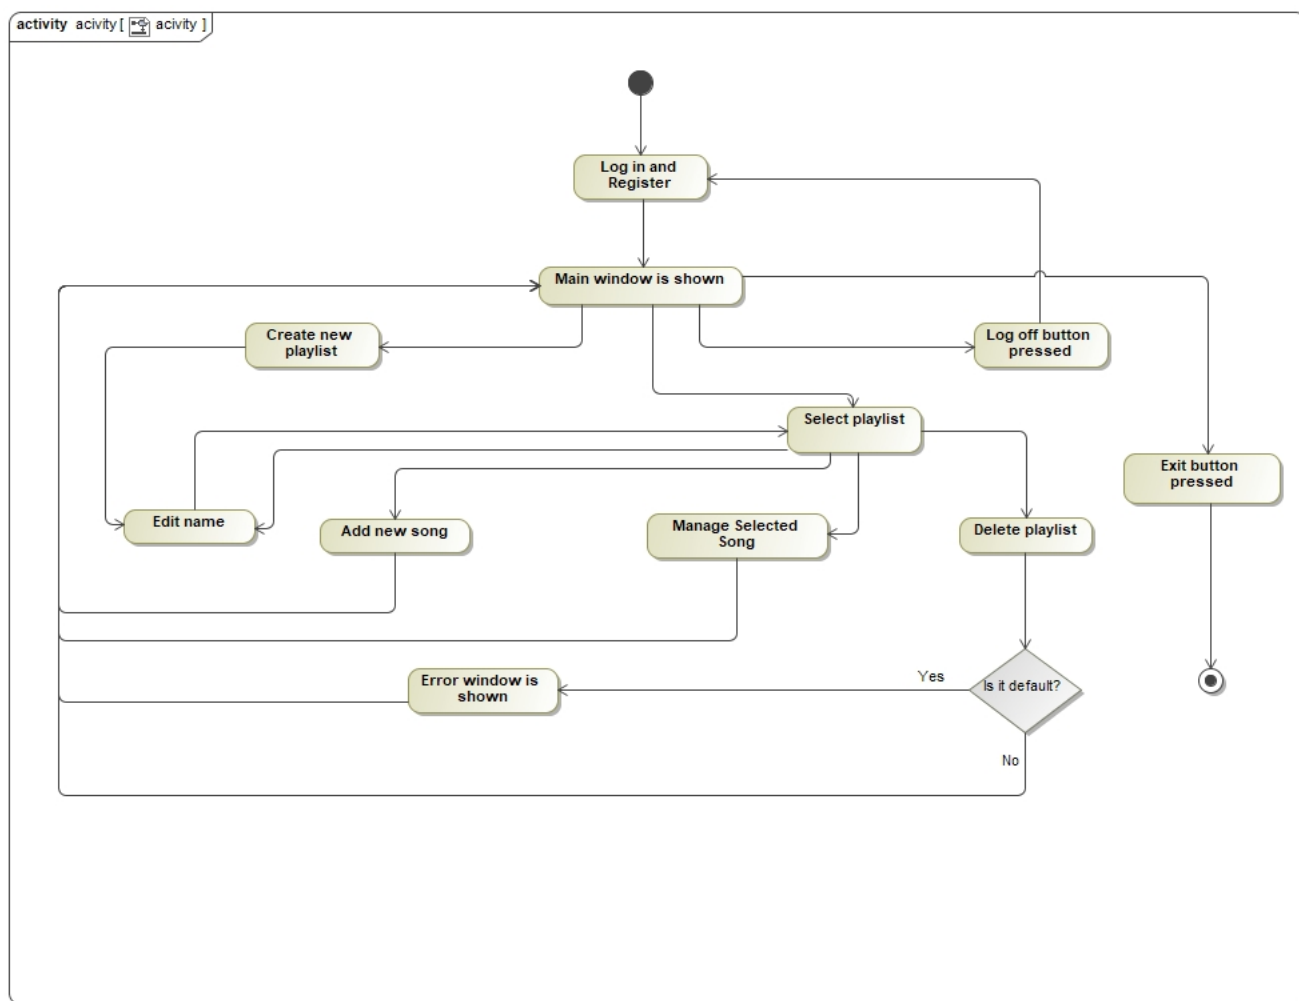 activity acivity [ acivity ]
Log in and
Register
Main window is shown
Create new
playlist
Log off button
pressed
Select playlist
Exit button
pressed
Edit name
Add new song
Manage Selected
Song
Delete playlist
Error window is
shown
Yes
Is it default?
No